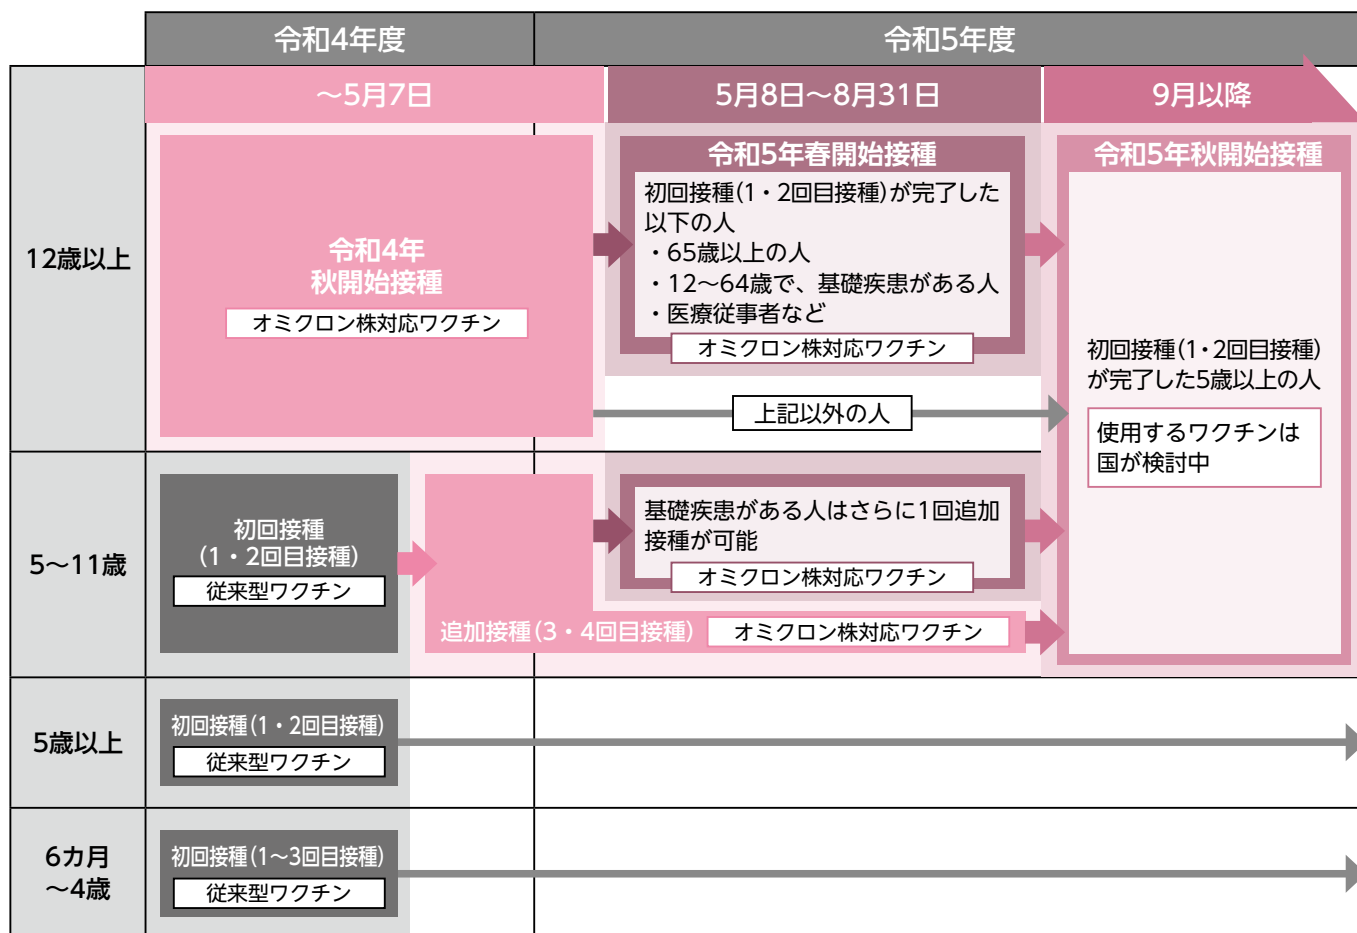 令和4年度
令和5年度
～5月7日
5月8日～8月31日
9月以降
12歳以上
令和4年
秋開始接種
オミクロン株対応ワクチン
令和5年春開始接種
初回接種(1・2回目接種)が完了した
以下の人
・65歳以上の人
・12～64歳で、基礎疾患がある人
・医療従事者など
オミクロン株対応ワクチン
上記以外の人
令和5年秋開始接種
初回接種(1・2回目接種)
が完了した5歳以上の人
使用するワクチンは
国が検討中
5～11歳
初回接種
(1・2回目接種)
従来型ワクチン
基礎疾患がある人はさらに1回追加
接種が可能
オミクロン株対応ワクチン
追加接種(3・4回目接種)
オミクロン株対応ワクチン
5歳以上
初回接種(1・2回目接種)
従来型ワクチン
6カ月
～4歳
初回接種(1～3回目接種)
従来型ワクチン